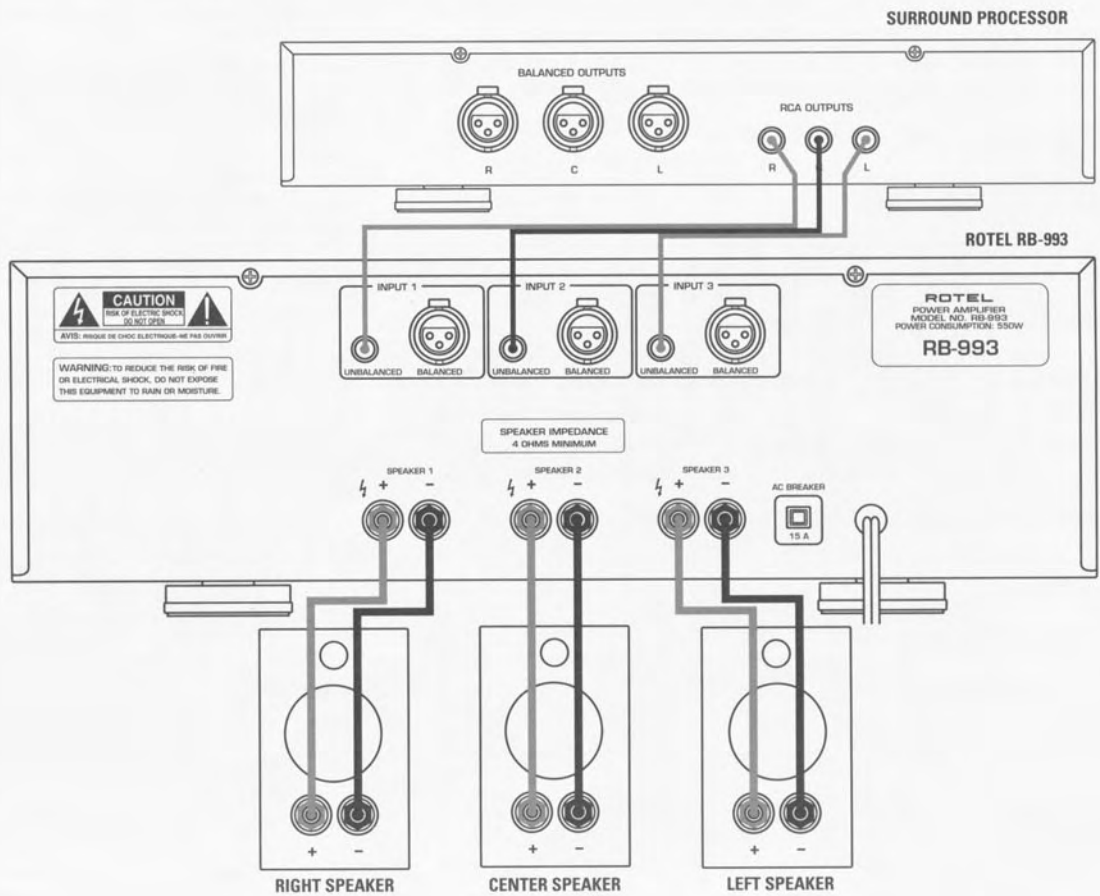 SURROUND PROCESSOR
BALANCED OUTPUTS
RCA OUTPUTS
R
C
L
R
L
ROTEL RB-993
CAUTION
RISK OF ELECTRIC SHOCK
DO NOT OPEN
AVIS: RISQUE DE CHOC ELECTRIQUE-NE PAS OUVRIR
WARNING: TO REDUCE THE RISK OF FIRE
OR ELECTRICAL SHOCK, DO NOT EXPOSE
THIS EQUIPMENT TO RAIN OR MOISTURE.
INPUT 1
UNBALANCED
BALANCED
INPUT 2
UNBALANCED
BALANCED
INPUT 3
UNBALANCED
BALANCED
ROTEL
POWER AMPLIFIER
MODEL NO. RB-993
POWER CONSUMPTION: 550W
RB-993
SPEAKER IMPEDANCE
4 OHMS MINIMUM
SPEAKER 1
+ −
SPEAKER 2
+ −
SPEAKER 3
+ −
AC BREAKER
15 A
+ −
+ −
+ −
RIGHT SPEAKER
CENTER SPEAKER
LEFT SPEAKER